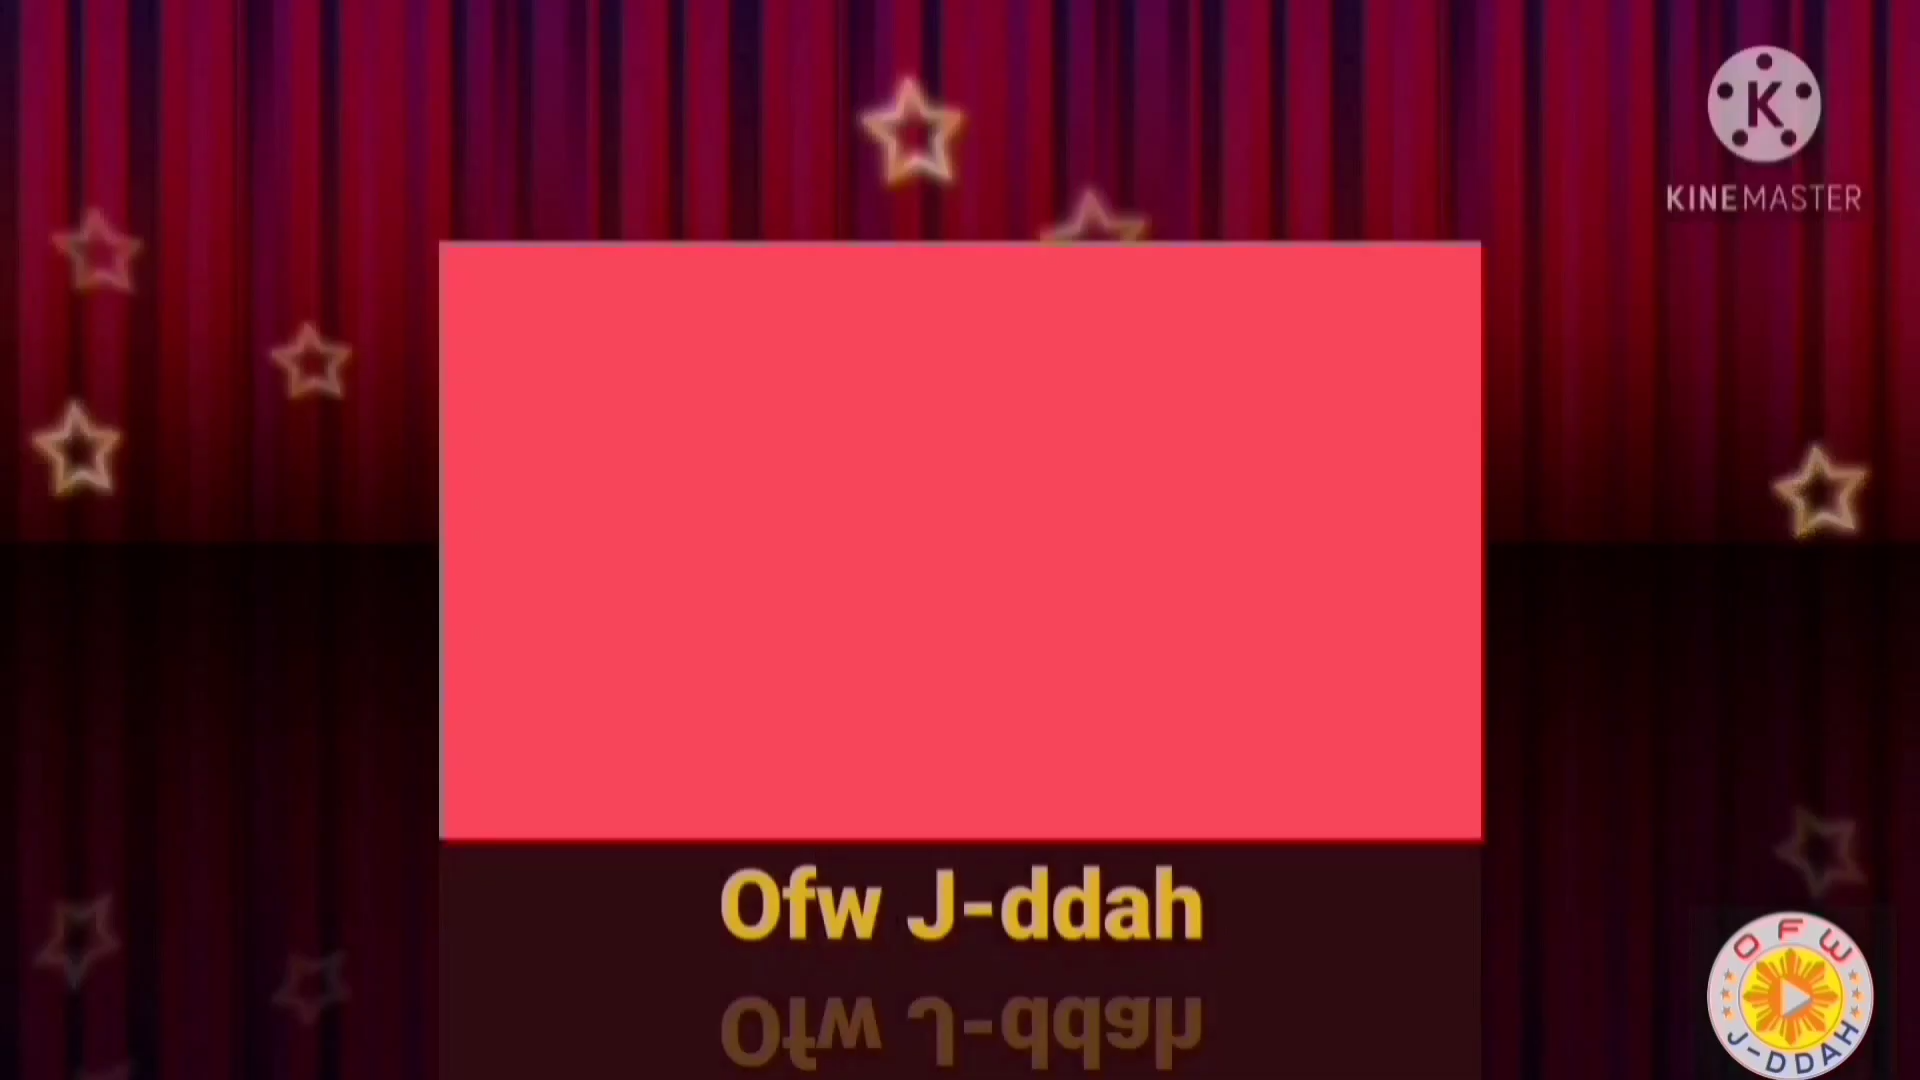 K
KINEMASTER
Ofw J-ddah
Ofw J-ddah
OFW
J-DDAH